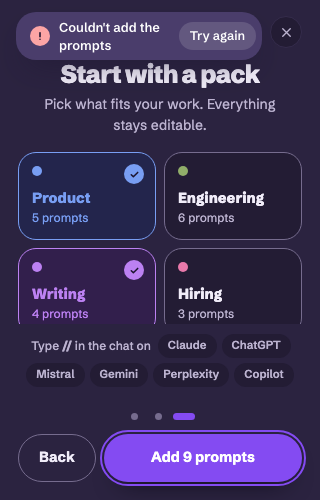 Couldn't add the
prompts
Try again
Start with a pack
Pick what fits your work. Everything
stays editable.
Product
5 prompts
Engineering
6 prompts
Writing
4 prompts
Hiring
3 prompts
Type // in the chat on Claude ChatGPT
Mistral Gemini Perplexity Copilot
Back
Add 9 prompts